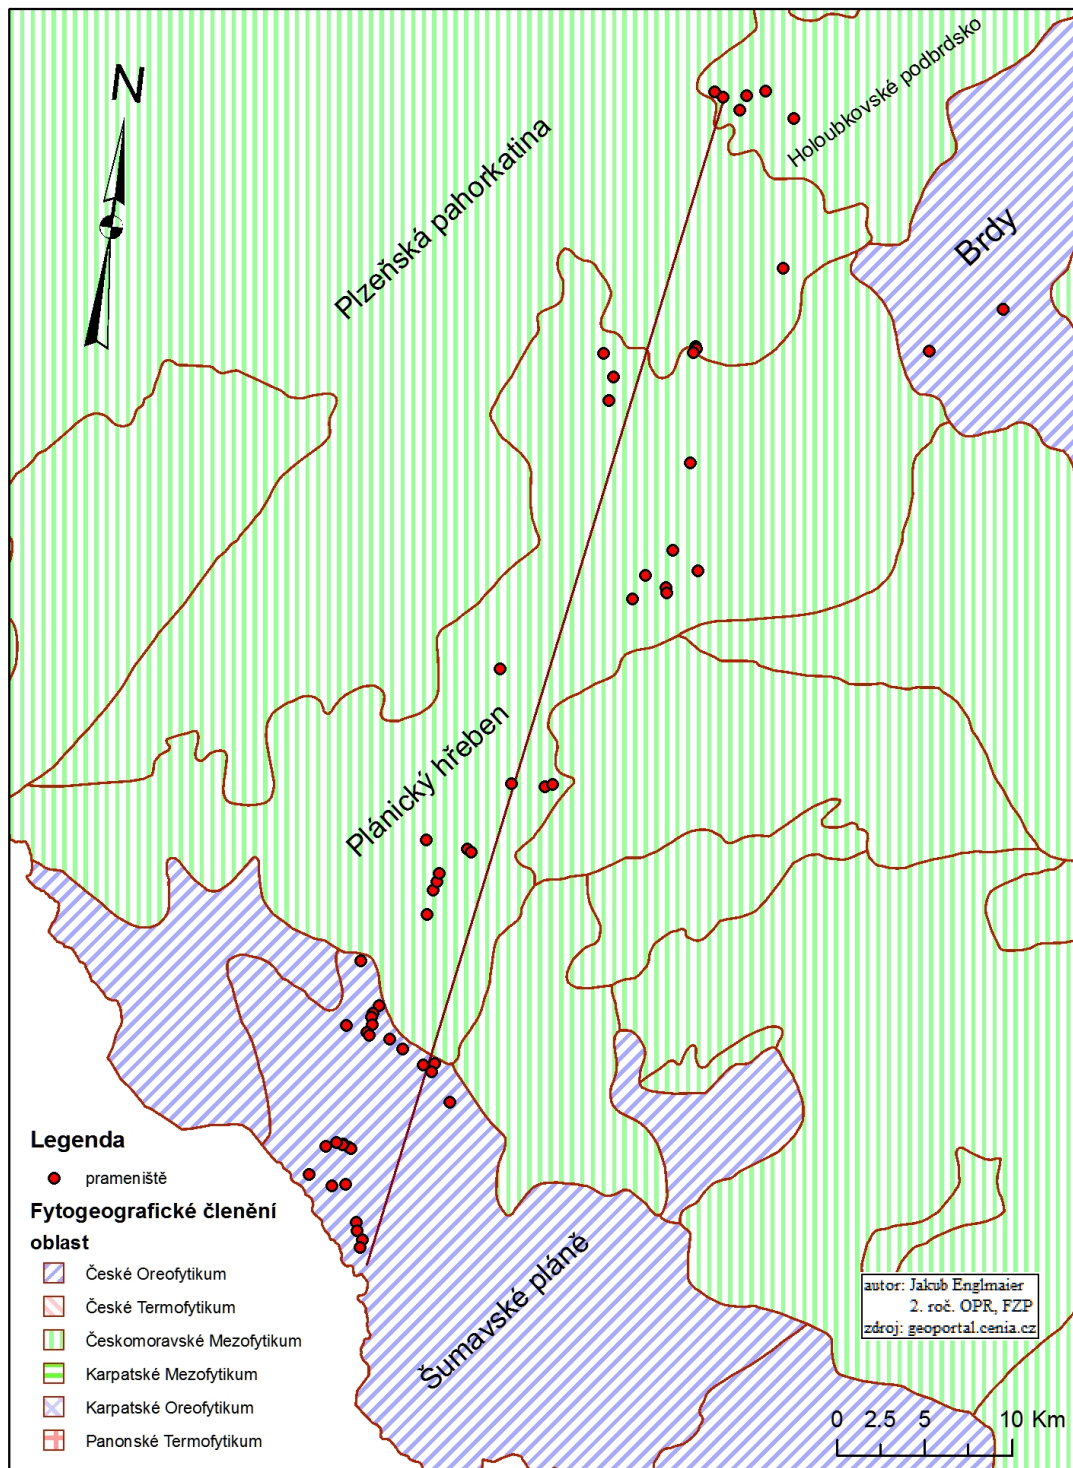 N
Holoubkovské podbrdsko
Plzeňská pahorkatina
Brdy
Plánický hřeben
Šumavské pláně
Legenda
prameniště
Fytogeografické členění
oblast
České Oreofytikum
České Termofytikum
Českomoravské Mezofytikum
Karpatské Mezofytikum
Karpatské Oreofytikum
Panonské Termofytikum
autor: Jakub Englmaier
2. roč. OPR, FZP
zdroj: geoportal.cenia.cz
0 2.5 5 10 Km